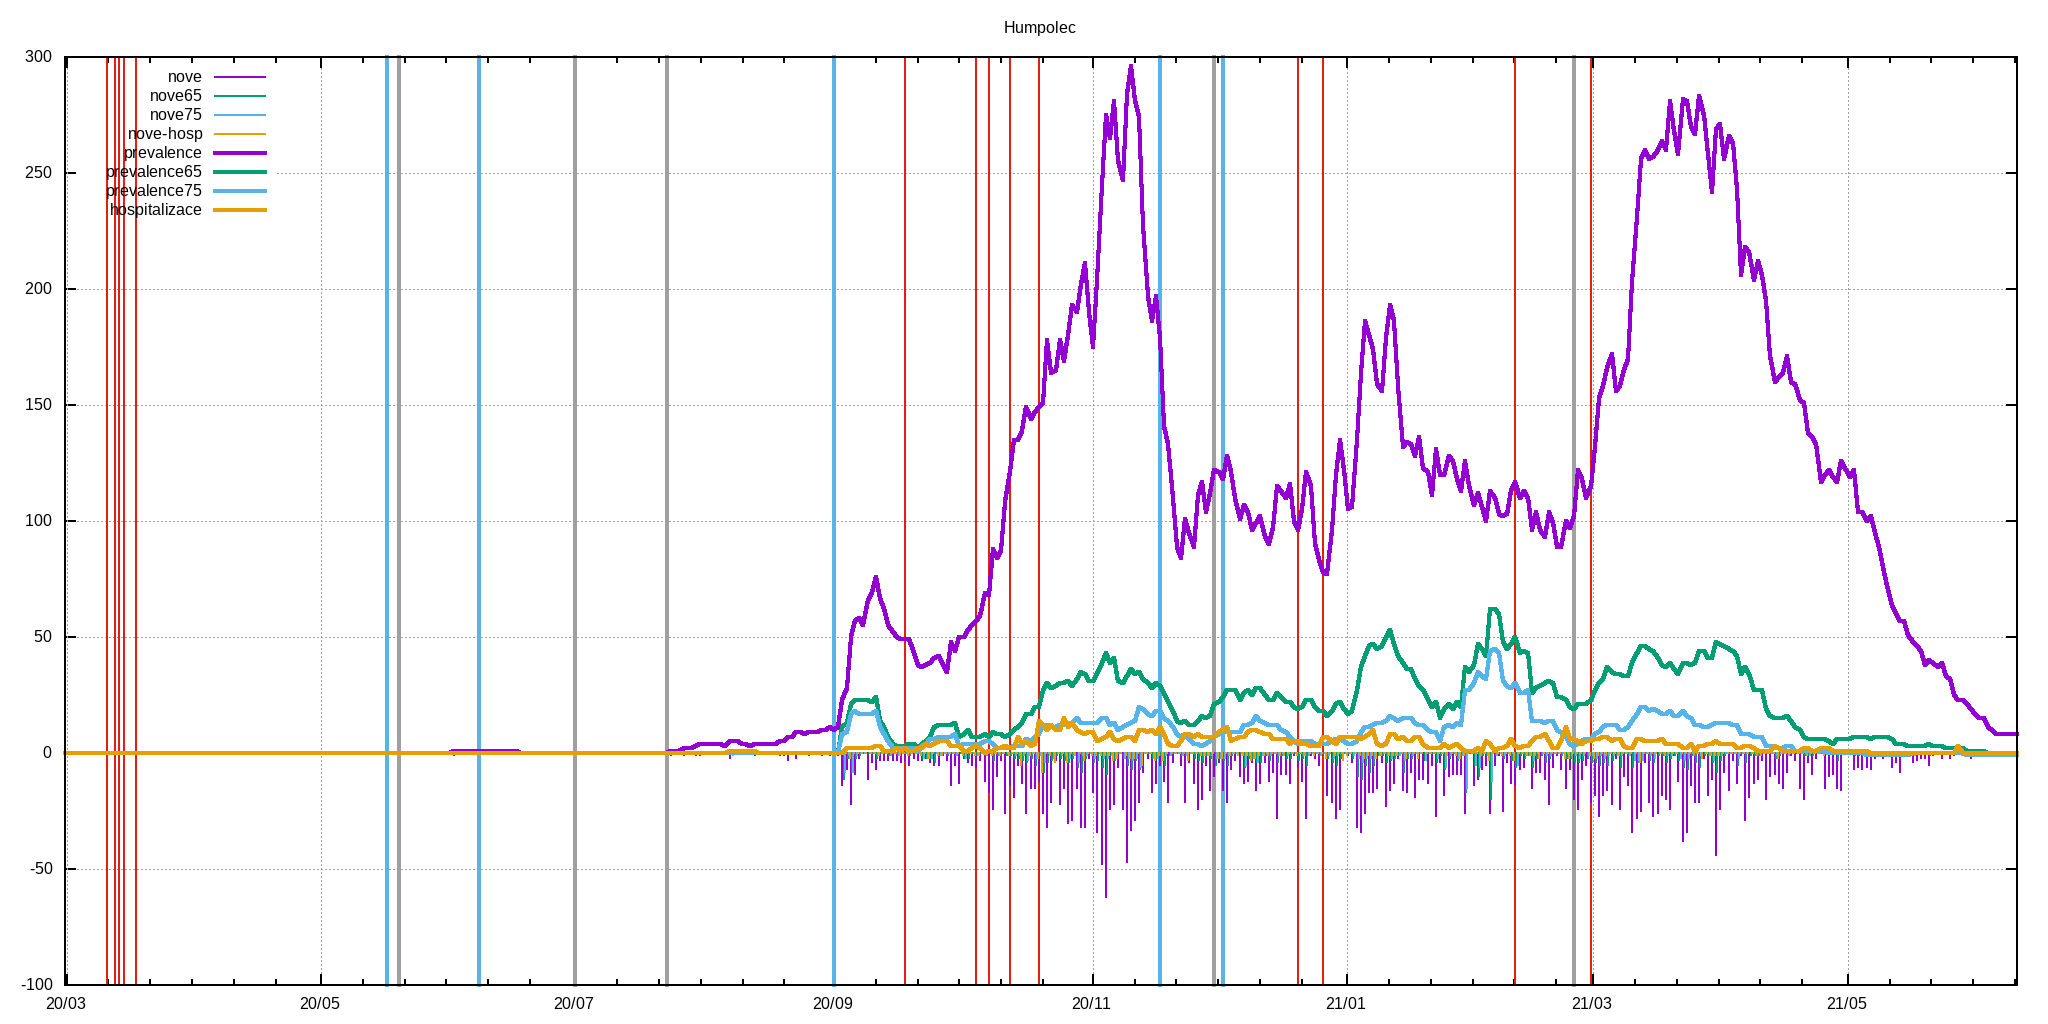 Humpolec
300
250
200
150
100
50
0
-50
-100
nove
nove65
nove75
nove-hosp
prevalence
prevalence65
prevalence75
hospitalizace
20/03 20/05 20/07 20/09 20/11 21/01 21/03 21/05